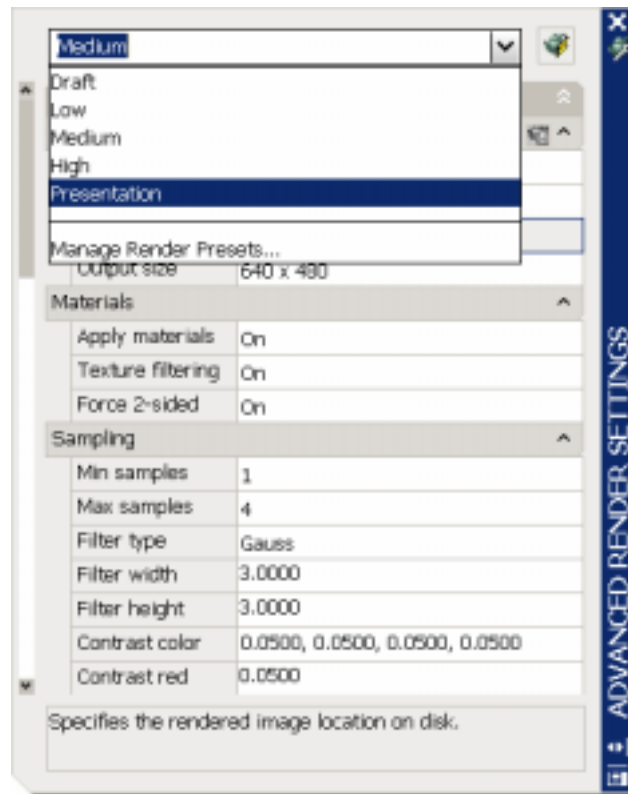 Medium
Draft
Low
Medium
High
Presentation
Manage Render Presets...
Output size 640 x 480
Materials
Apply materials On
Texture filtering On
Force 2-sided On
Sampling
Min samples 1
Max samples 4
Filter type Gauss
Filter width 3.0000
Filter height 3.0000
Contrast color 0.0500, 0.0500, 0.0500, 0.0500
Contrast red 0.0500
Specifies the rendered image location on disk.
ADVANCED RENDER SETTINGS